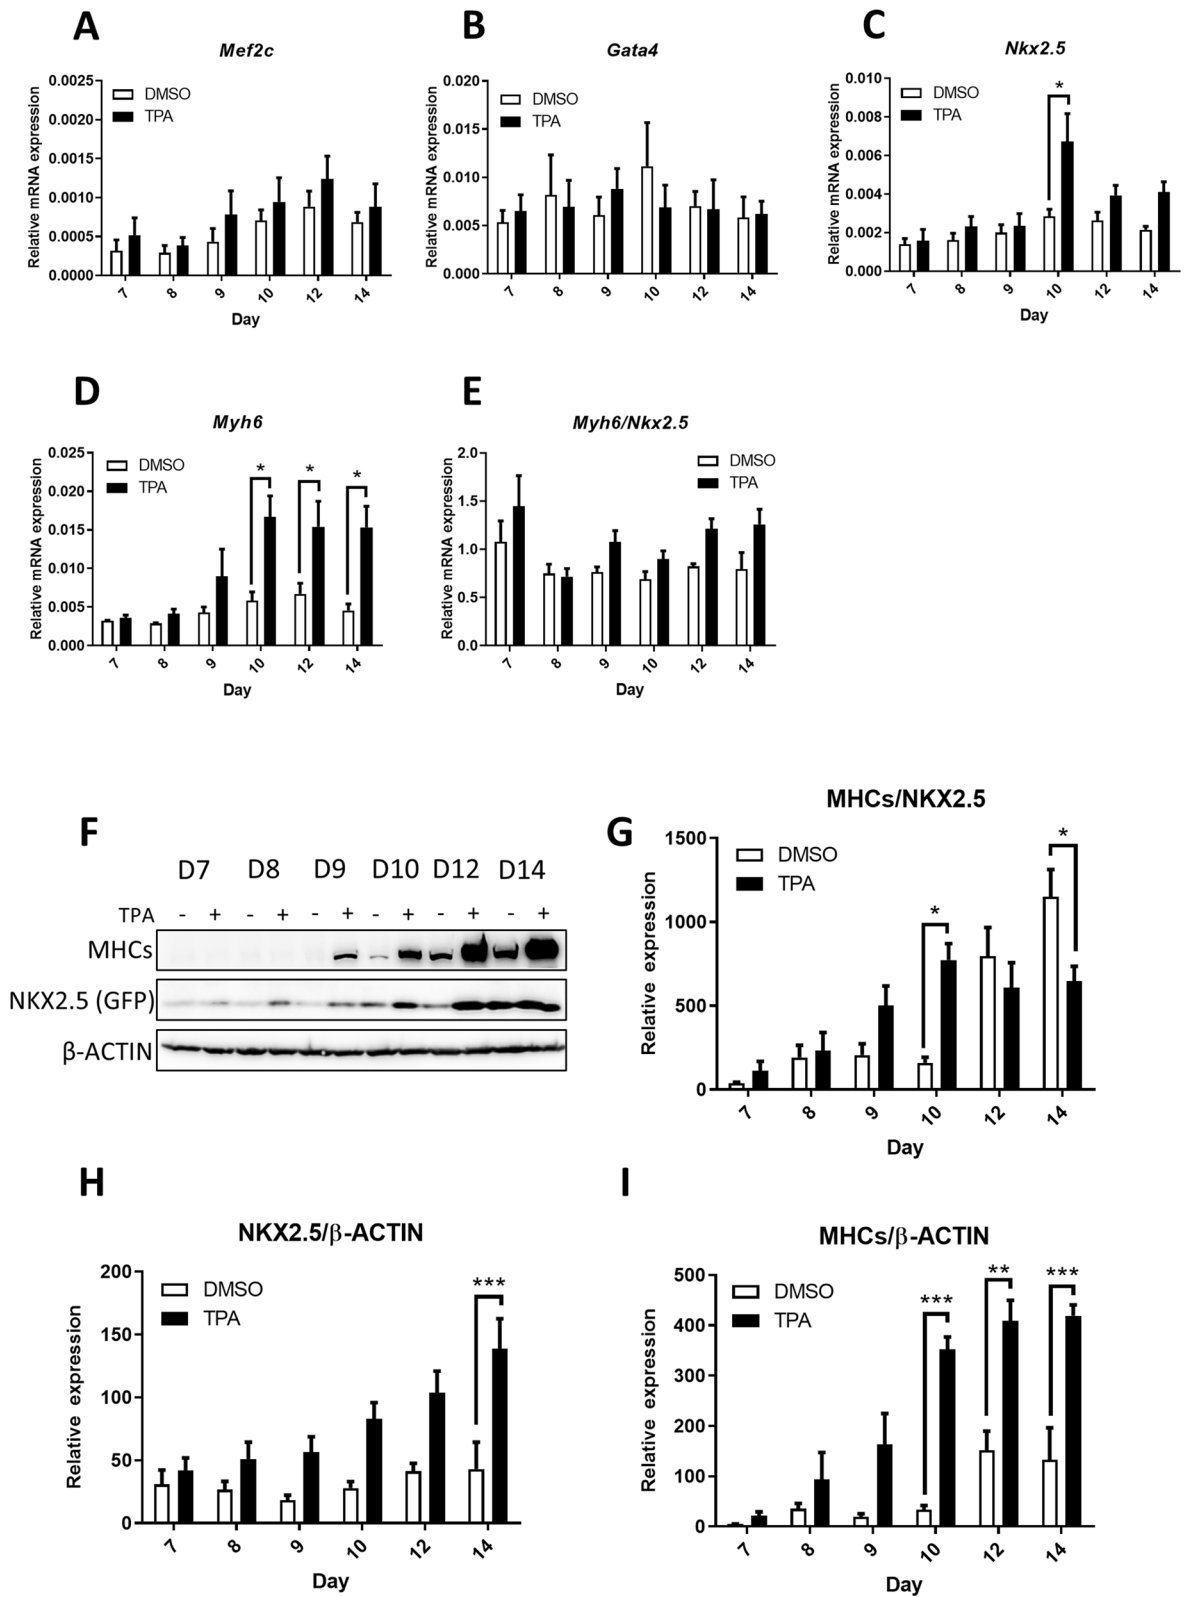 A
Mef2c
Relative mRNA expression
0.0025
0.0020
0.0015
0.0010
0.0005
0.0000
DMSO
TPA
7 8 9 10 12 14
Day
B
Gata4
Relative mRNA expression
0.020
0.015
0.010
0.005
0.000
DMSO
TPA
7 8 9 10 12 14
C
Nkx2.5
Relative mRNA expression
0.010
0.008
0.006
0.004
0.002
0.000
DMSO
TPA
*
7 8 9 10 12 14
Day
D
Myh6
Relative mRNA expression
0.025
0.020
0.015
0.010
0.005
0.000
DMSO
TPA
* * *
7 8 9 10 12 14
Day
E
Myh6/Nkx2.5
Relative mRNA expression
2.0
1.5
1.0
0.5
0.0
DMSO
TPA
7 8 9 10 12 14
Day
F
D7 D8 D9 D10 D12 D14
TPA - + - + - + - + - + - +
MHCs
NKX2.5 (GFP)
β-ACTIN
G
MHCs/NKX2.5
Relative expression
1500
1000
500
0
DMSO
TPA
* *
7 8 9 10 12 14
Day
H
NKX2.5/β-ACTIN
Relative expression
200
150
100
50
0
DMSO
TPA
***
7 8 9 10 12 14
Day
I
MHCs/β-ACTIN
Relative expression
500
400
300
200
100
0
DMSO
TPA
*** ** ***
7 8 9 10 12 14
Day